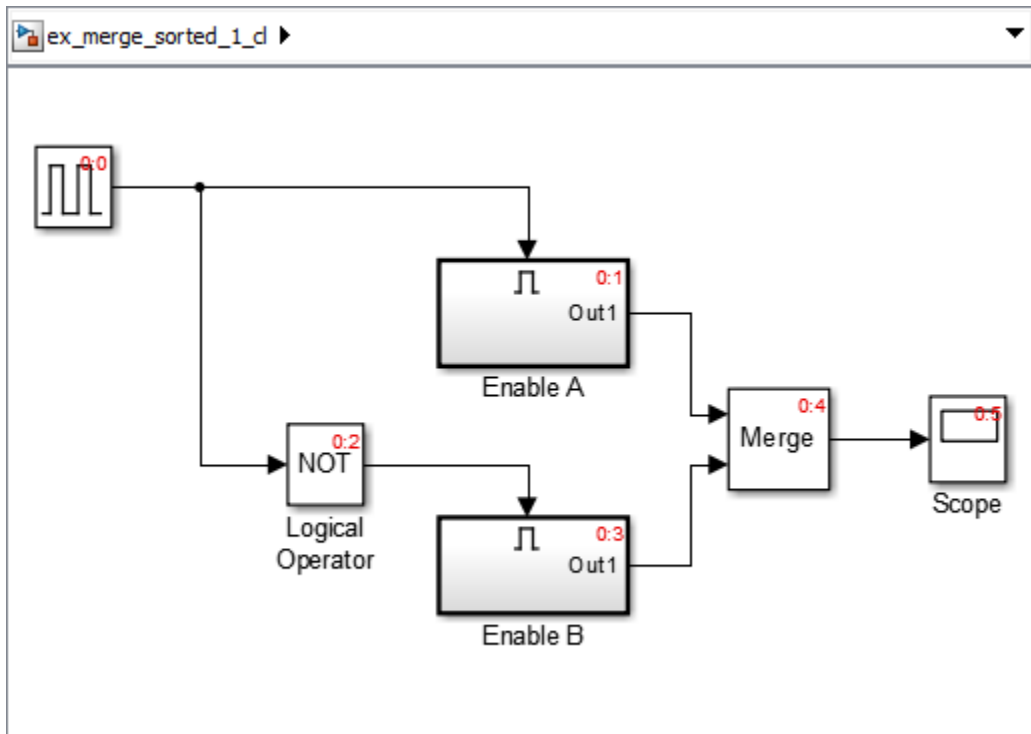 ex_merge_sorted_1_cl
0:0
0:1
Out1
Enable A
0:2
NOT
Logical
Operator
0:3
Out1
Enable B
0:4
Merge
0:5
Scope